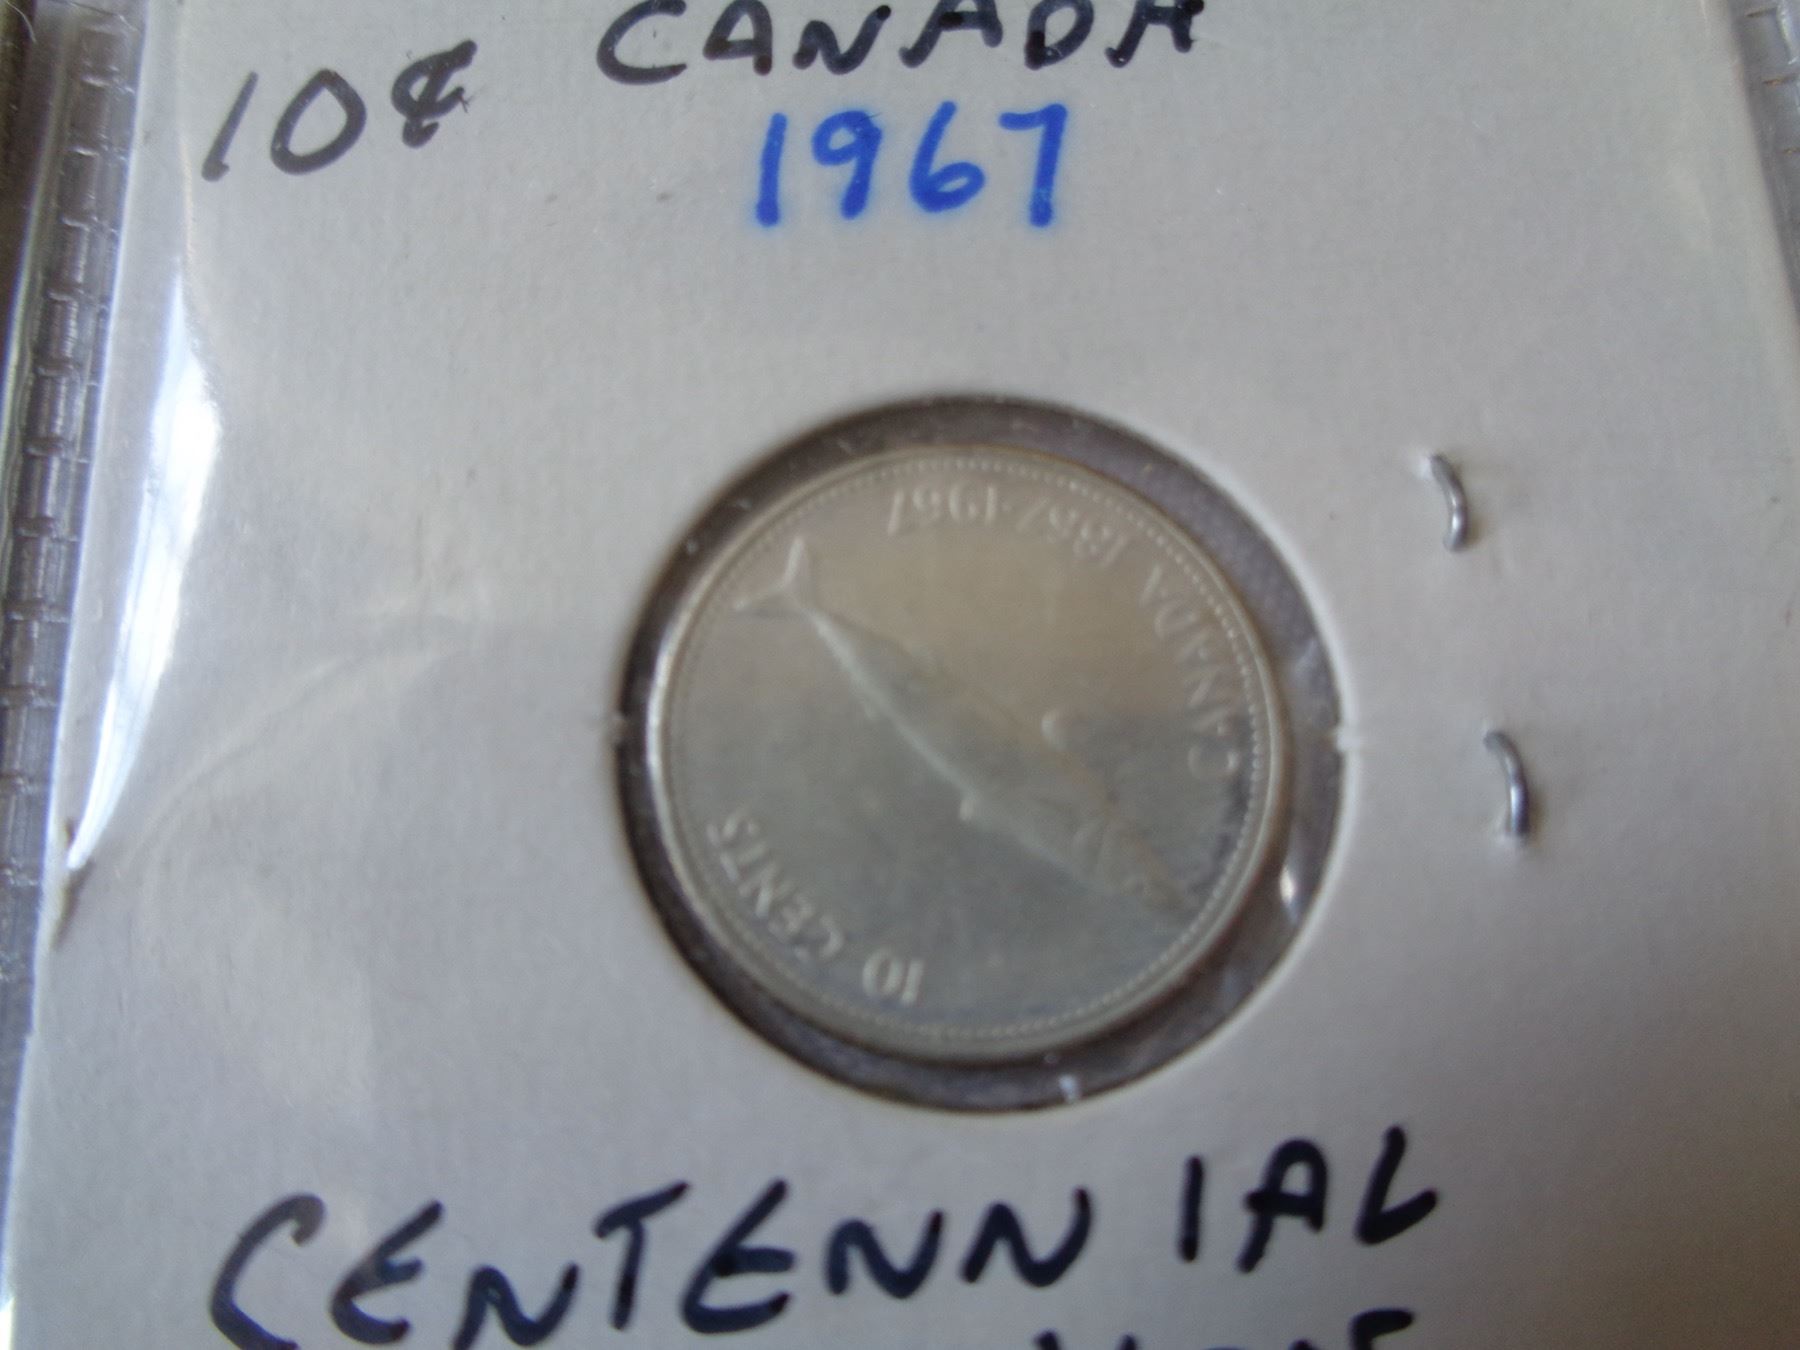 CANADA
10¢
1967
CANADA 1867-1967
10 CENTS
CENTENNIAL